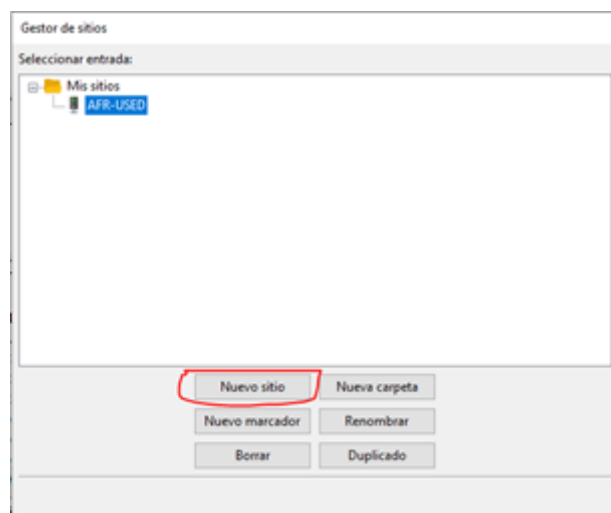 Gestor de sitios
Seleccionar entrada:
Mis sitios
AFR-USED
Nuevo sitio Nueva carpeta
Nuevo marcador Renombrar
Borrar Duplicado